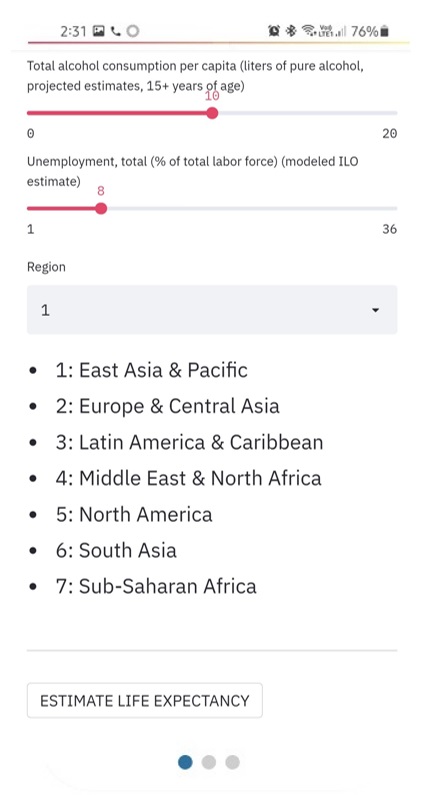 2:31 76%
Total alcohol consumption per capita (liters of pure alcohol,
projected estimates, 15+ years of age)
10
0 20
Unemployment, total (% of total labor force) (modeled ILO
estimate)
8
1 36
Region
1
• 1: East Asia & Pacific
• 2: Europe & Central Asia
• 3: Latin America & Caribbean
• 4: Middle East & North Africa
• 5: North America
• 6: South Asia
• 7: Sub-Saharan Africa
ESTIMATE LIFE EXPECTANCY